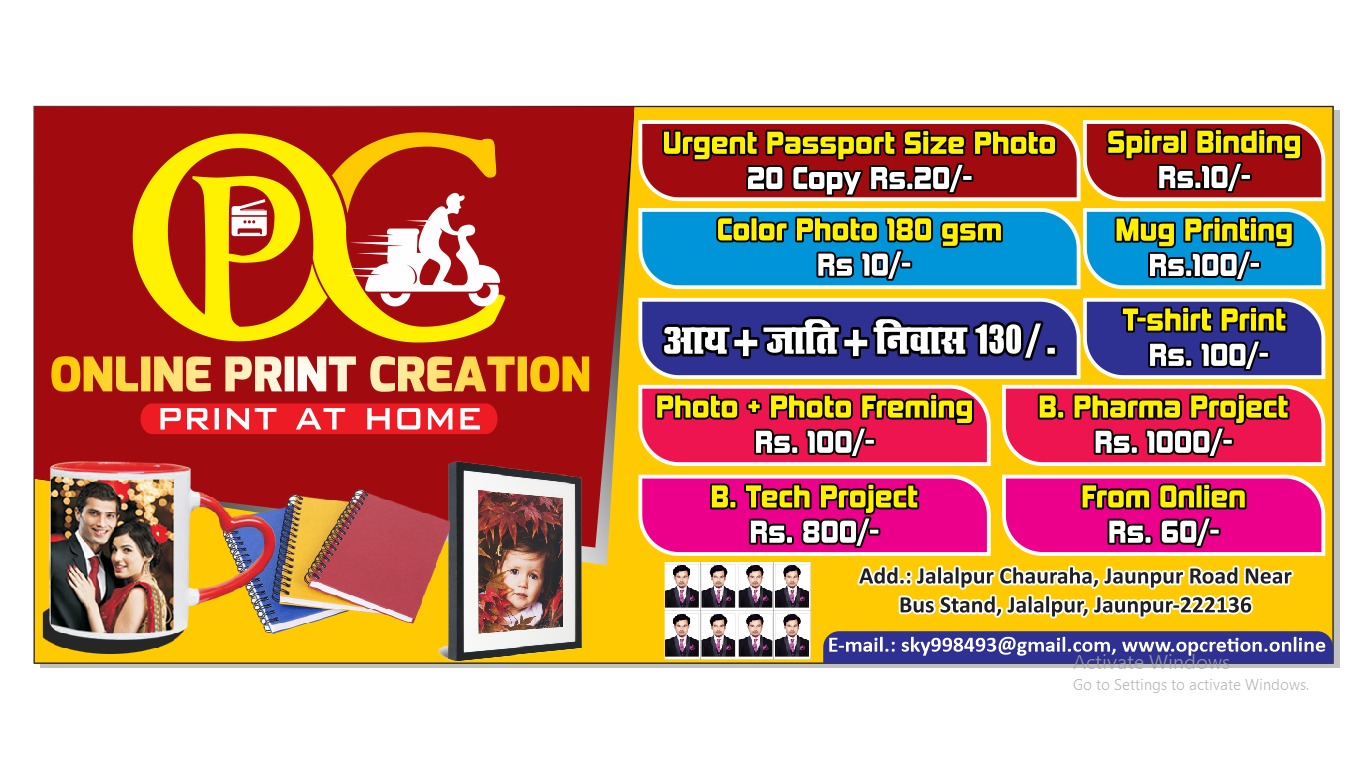 OPC
ONLINE PRINT CREATION
PRINT AT HOME
Urgent Passport Size Photo
20 Copy Rs.20/-
Spiral Binding
Rs.10/-
Color Photo 180 gsm
Rs 10/-
Mug Printing
Rs.100/-
आय + जाति + निवास 130/.
T-shirt Print
Rs. 100/-
Photo + Photo Freming
Rs. 100/-
B. Pharma Project
Rs. 1000/-
B. Tech Project
Rs. 800/-
From Onlien
Rs. 60/-
Add.: Jalalpur Chauraha, Jaunpur Road Near
Bus Stand, Jalalpur, Jaunpur-222136
E-mail.: sky998493@gmail.com, www.opcretion.online
Activate Windows
Go to Settings to activate Windows.